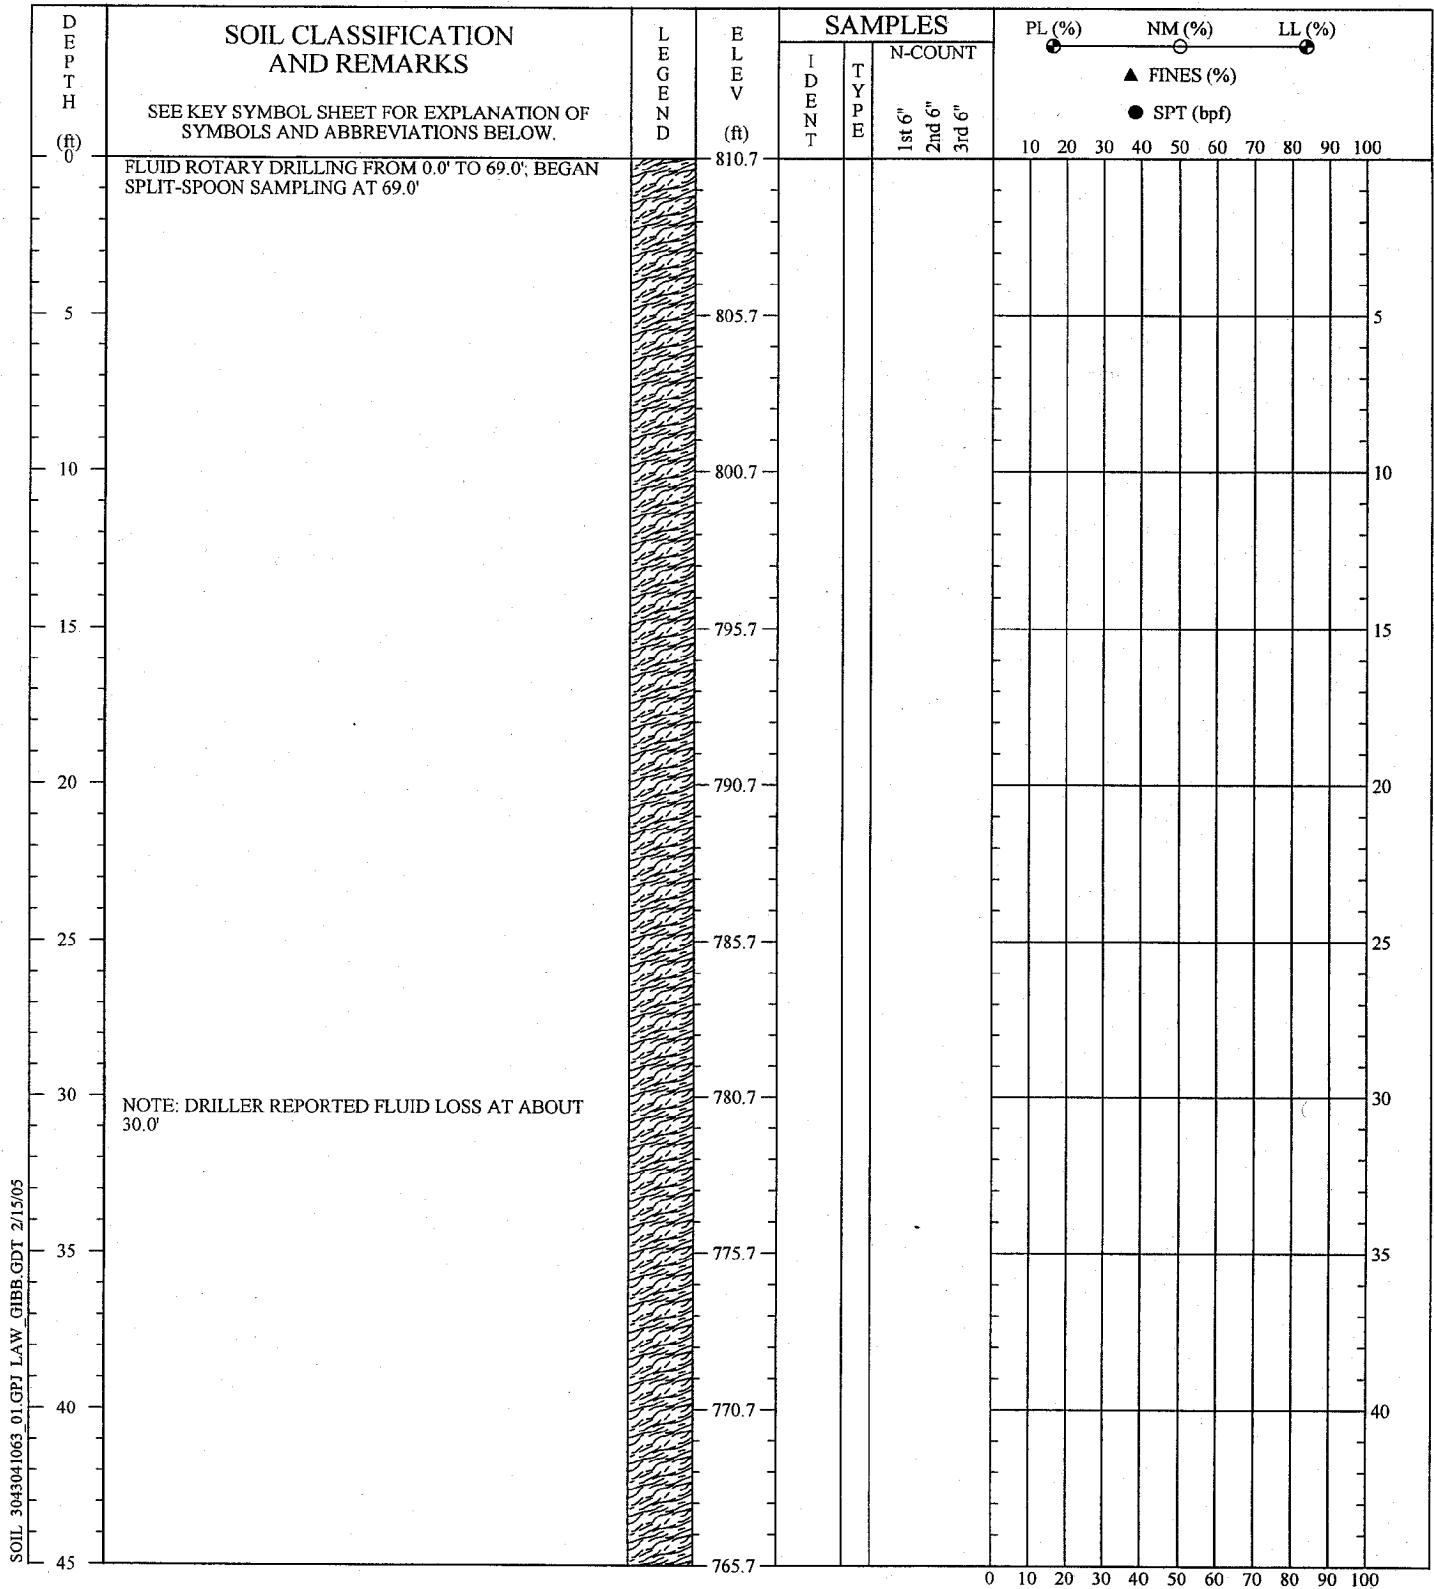 DEPTH
(ft)
SOIL CLASSIFICATION
AND REMARKS
SEE KEY SYMBOL SHEET FOR EXPLANATION OF
SYMBOLS AND ABBREVIATIONS BELOW.
LEGEND
ELEV
(ft)
SAMPLES
IDENT
TYPE
N-COUNT
1st 6"
2nd 6"
3rd 6"
PL (%) NM (%) LL (%)
▲ FINES (%)
● SPT (bpf)
10 20 30 40 50 60 70 80 90 100
0 810.7
FLUID ROTARY DRILLING FROM 0.0' TO 69.0'; BEGAN
SPLIT-SPOON SAMPLING AT 69.0'
5 805.7 5
10 800.7 10
15 795.7 15
20 790.7 20
25 785.7 25
30 780.7 30
NOTE: DRILLER REPORTED FLUID LOSS AT ABOUT
30.0'
35 775.7 35
40 770.7 40
45 765.7
0 10 20 30 40 50 60 70 80 90 100
SOIL 3043041063_01.GPJ LAW_GIBB.GDT 2/15/05